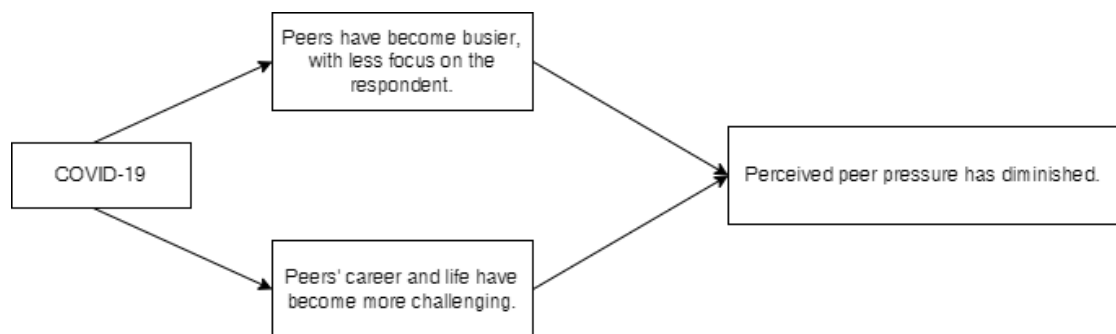 Peers have become busier,
with less focus on the
respondent.
COVID-19
Perceived peer pressure has diminished.
Peers' career and life have
become more challenging.